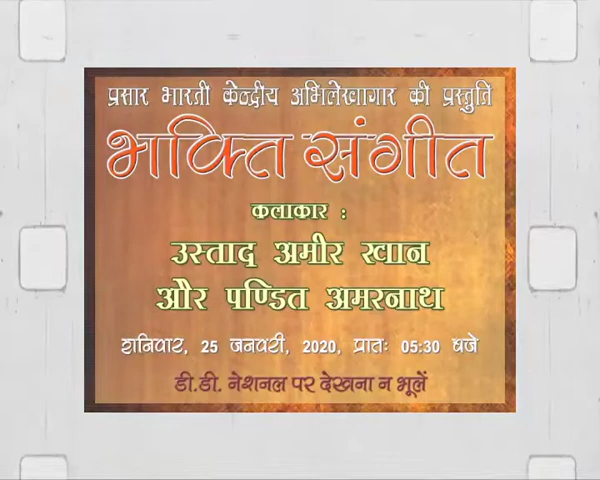 प्रसार भारती केन्द्रीय अभिलेखागार की प्रस्तुति
भक्ति संगीत
कलाकार :
उस्ताद अमीर खान
और पण्डित अमरनाथ
शनिवार, 25 जनवरी, 2020, प्रातः 05:30 बजे
डी.डी. नेशनल पर देखना न भूलें